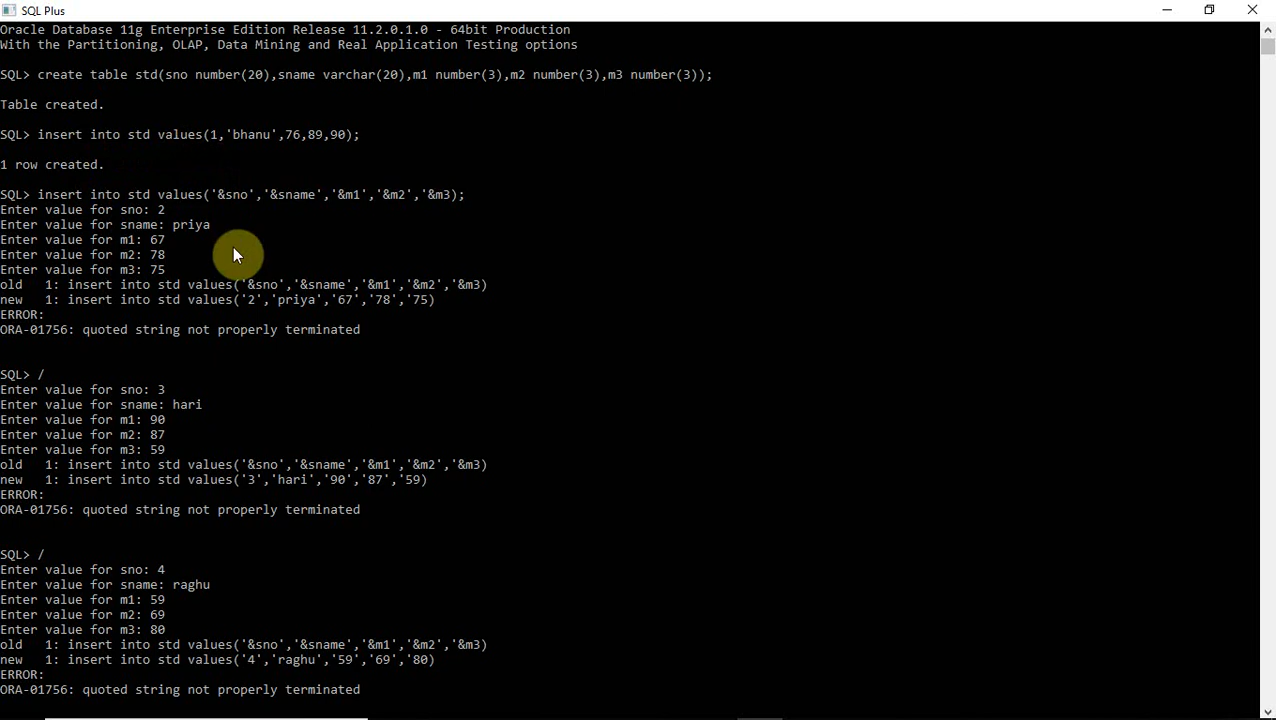 SQL Plus
Oracle Database 11g Enterprise Edition Release 11.2.0.1.0 - 64bit Production
With the Partitioning, OLAP, Data Mining and Real Application Testing options
SQL> create table std(sno number(20),sname varchar(20),m1 number(3),m2 number(3),m3 number(3));
Table created.
SQL> insert into std values(1,'bhanu',76,89,90);
1 row created.
SQL> insert into std values('&sno','&sname','&m1','&m2','&m3);
Enter value for sno: 2
Enter value for sname: priya
Enter value for m1: 67
Enter value for m2: 78
Enter value for m3: 75
old   1: insert into std values('&sno','&sname','&m1','&m2','&m3)
new   1: insert into std values('2','priya','67','78','75)
ERROR:
ORA-01756: quoted string not properly terminated
SQL> /
Enter value for sno: 3
Enter value for sname: hari
Enter value for m1: 90
Enter value for m2: 87
Enter value for m3: 59
old   1: insert into std values('&sno','&sname','&m1','&m2','&m3)
new   1: insert into std values('3','hari','90','87','59)
ERROR:
ORA-01756: quoted string not properly terminated
SQL> /
Enter value for sno: 4
Enter value for sname: raghu
Enter value for m1: 59
Enter value for m2: 69
Enter value for m3: 80
old   1: insert into std values('&sno','&sname','&m1','&m2','&m3)
new   1: insert into std values('4','raghu','59','69','80)
ERROR:
ORA-01756: quoted string not properly terminated